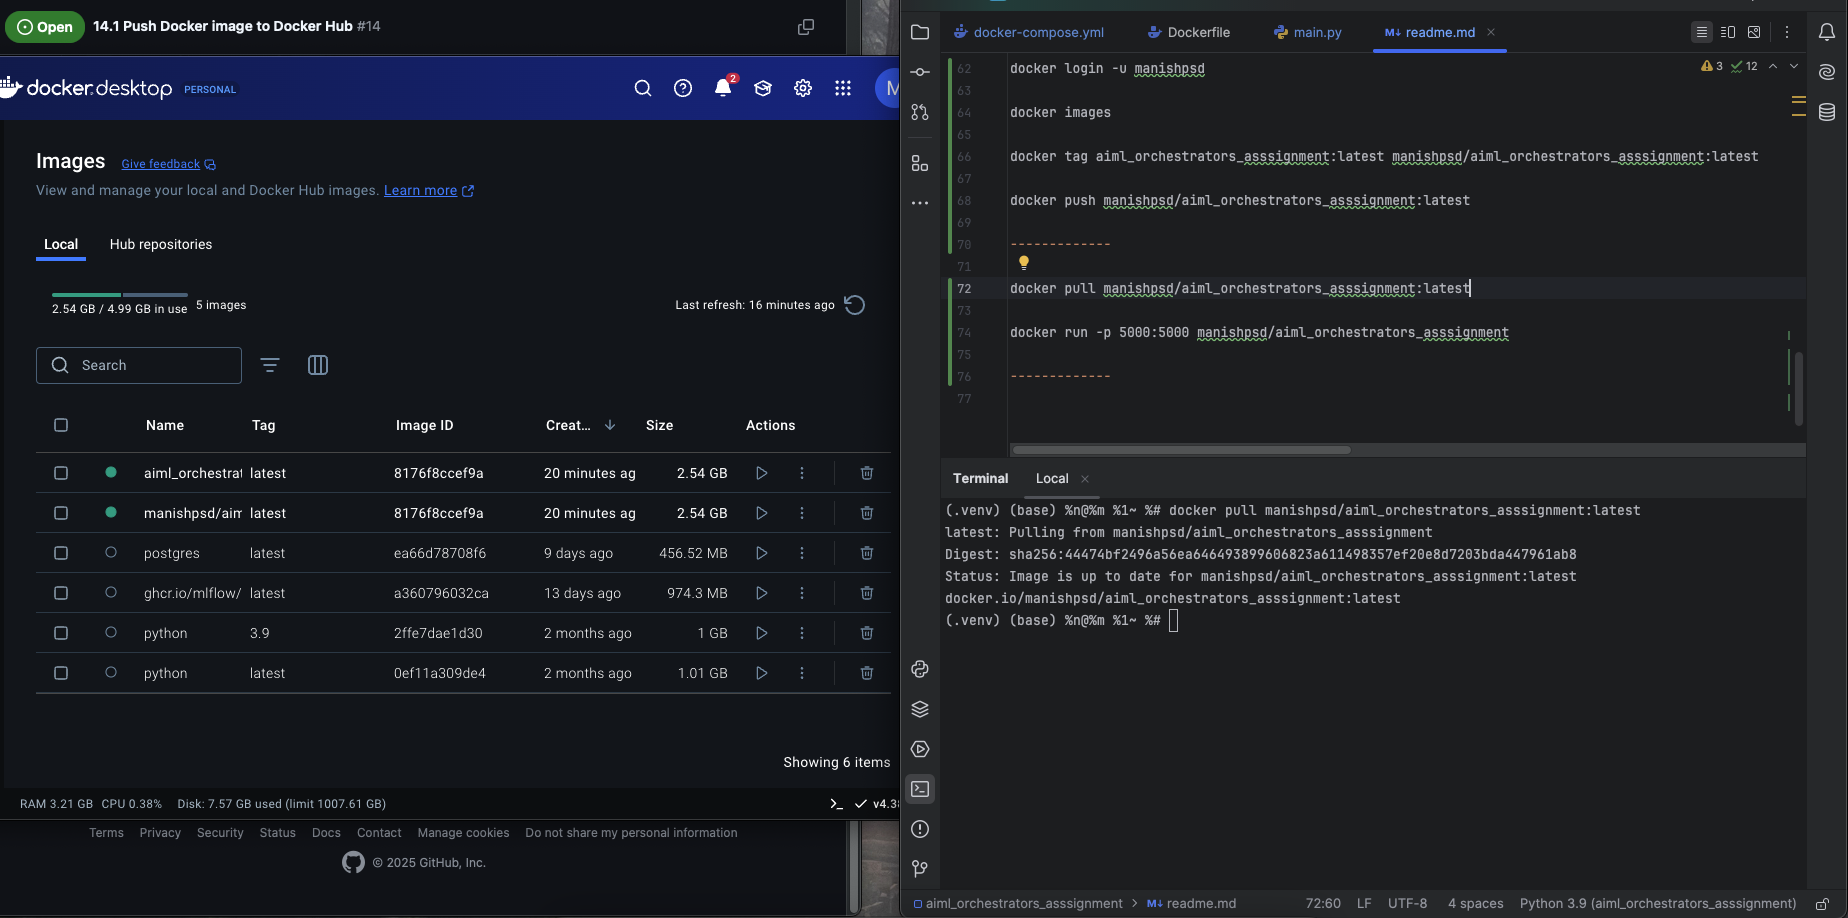 Open 14.1 Push Docker image to Docker Hub #14
docker desktop PERSONAL
2
Images Give feedback
View and manage your local and Docker Hub images. Learn more
Local Hub repositories
2.54 GB / 4.99 GB in use 5 images
Last refresh: 16 minutes ago
Search
Name Tag Image ID Creat... Size Actions
aiml_orchestrat latest 8176f8ccef9a 20 minutes ag 2.54 GB
manishpsd/aim latest 8176f8ccef9a 20 minutes ag 2.54 GB
postgres latest ea66d78708f6 9 days ago 456.52 MB
ghcr.io/mlflow/ latest a360796032ca 13 days ago 974.3 MB
python 3.9 2ffe7dae1d30 2 months ago 1 GB
python latest 0ef11a309de4 2 months ago 1.01 GB
Showing 6 items
RAM 3.21 GB CPU 0.38% Disk: 7.57 GB used (limit 1007.61 GB)
v4.38
Terms Privacy Security Status Docs Contact Manage cookies Do not share my personal information
© 2025 GitHub, Inc.
docker-compose.yml Dockerfile main.py M↓ readme.md
3 12
62 docker login -u manishpsd
63
64 docker images
65
66 docker tag aiml_orchestrators_asssignment:latest manishpsd/aiml_orchestrators_asssignment:latest
67
68 docker push manishpsd/aiml_orchestrators_asssignment:latest
69
70 -------------
71
72 docker pull manishpsd/aiml_orchestrators_asssignment:latest
73
74 docker run -p 5000:5000 manishpsd/aiml_orchestrators_asssignment
75
76 -------------
77
Terminal Local
(.venv) (base) %n@%m %1~ %# docker pull manishpsd/aiml_orchestrators_asssignment:latest
latest: Pulling from manishpsd/aiml_orchestrators_asssignment
Digest: sha256:44474bf2496a56ea646493899606823a611498357ef20e8d7203bda447961ab8
Status: Image is up to date for manishpsd/aiml_orchestrators_asssignment:latest
docker.io/manishpsd/aiml_orchestrators_asssignment:latest
(.venv) (base) %n@%m %1~ %#
aiml_orchestrators_asssignment > M↓ readme.md 72:60 LF UTF-8 4 spaces Python 3.9 (aiml_orchestrators_asssignment)